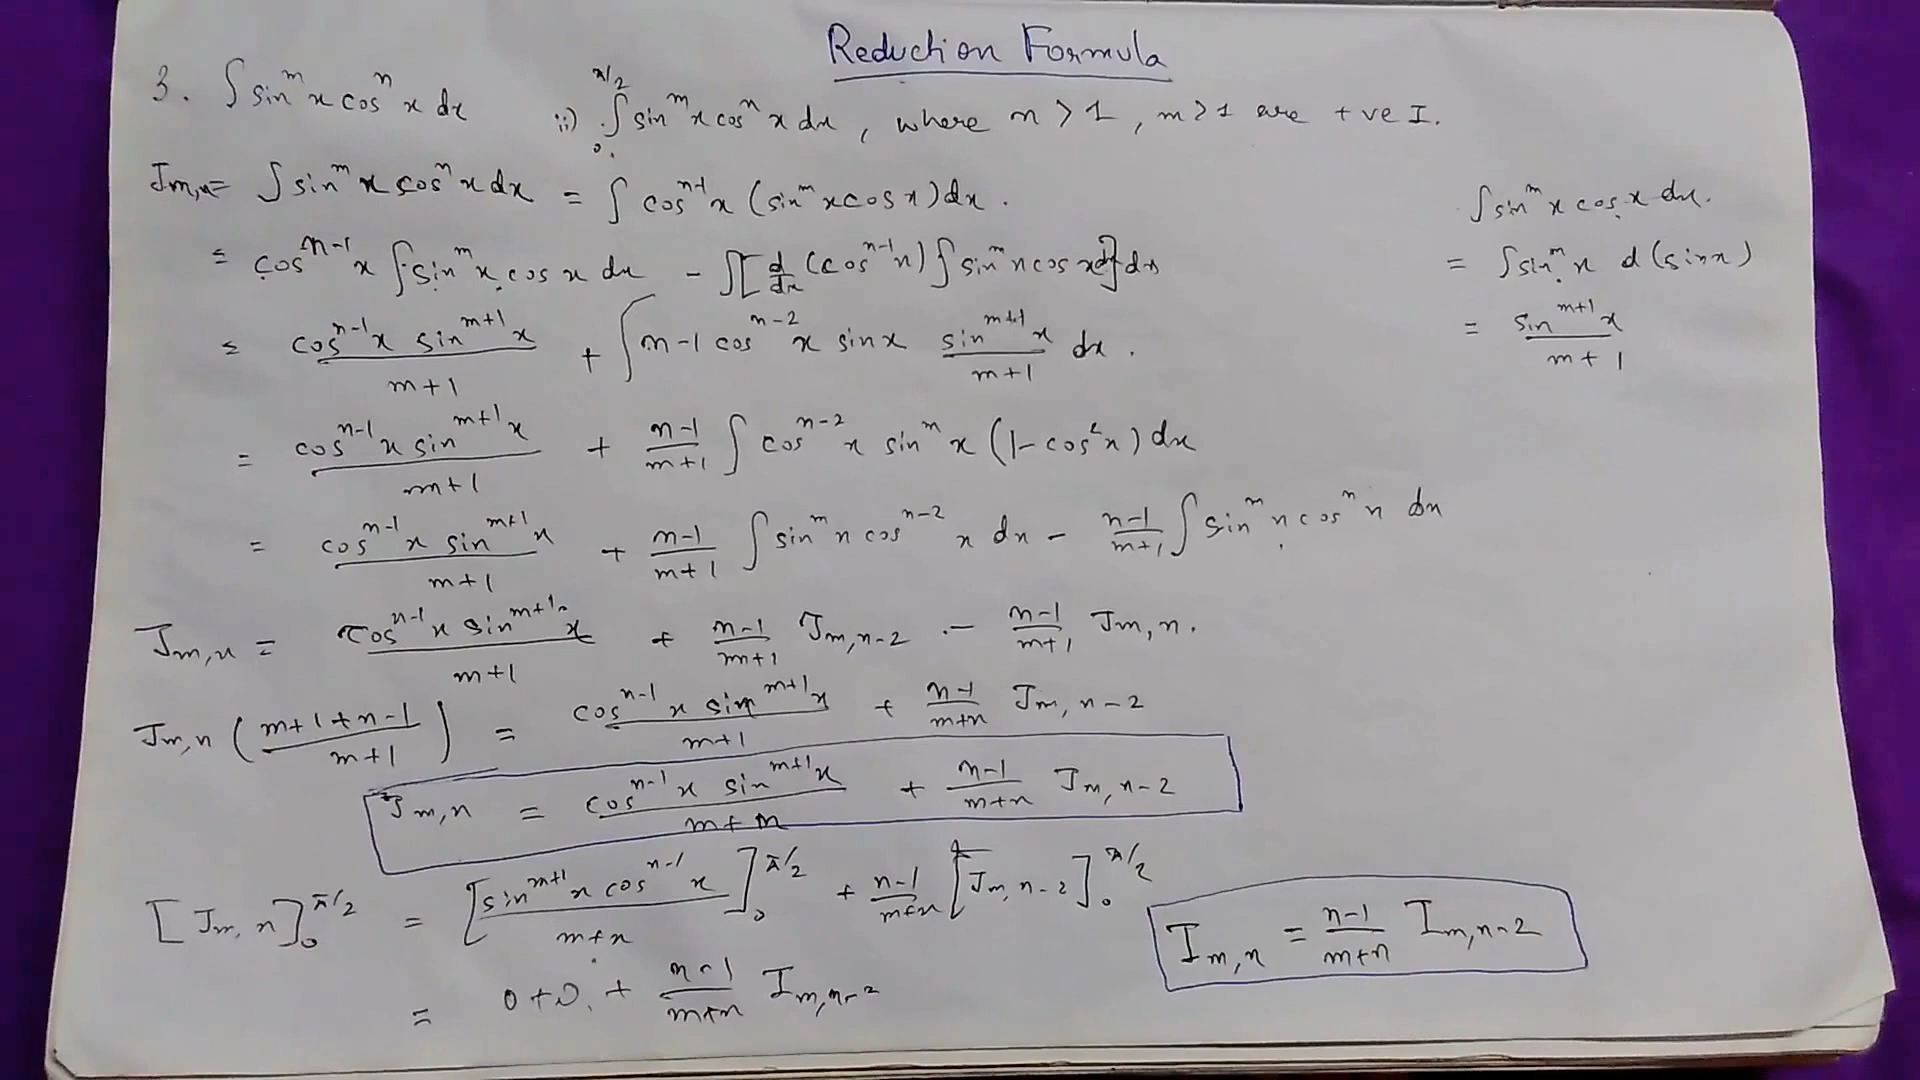 Reduction Formula
3. ∫ sin^m x cos^n x dx    ii) ∫_0^{π/2} sin^m x cos^n x dx, where n > 1, m > 1 are +ve I.
J_{m,n} = ∫ sin^m x cos^n x dx = ∫ cos^{n-1} x (sin^m x cos x) dx.
= cos^{n-1} x ∫ sin^m x cos x dx - ∫[d/dx (cos^{n-1} x) ∫ sin^m x cos x dx] dx
= cos^{n-1} x sin^{m+1} x / m+1 + ∫ n-1 cos^{n-2} x sin x sin^{m+1} x / m+1 dx.
= cos^{n-1} x sin^{m+1} x / m+1 + n-1/m+1 ∫ cos^{n-2} x sin^m x (1-cos^2 x) dx
= cos^{n-1} x sin^{m+1} x / m+1 + n-1/m+1 ∫ sin^m x cos^{n-2} x dx - n-1/m+1 ∫ sin^m x cos^n x dx
J_{m,n} = cos^{n-1} x sin^{m+1} x / m+1 + n-1/m+1 J_{m,n-2} - n-1/m+1 J_{m,n}.
J_{m,n} (m+1+n-1 / m+1) = cos^{n-1} x sin^{m+1} x / m+1 + n-1/m+n J_{m,n-2}
J_{m,n} = cos^{n-1} x sin^{m+1} x / m+n + n-1/m+n J_{m,n-2}
[J_{m,n}]_0^{π/2} = [sin^{m+1} x cos^{n-1} x / m+n]_0^{π/2} + n-1/m+n [J_{m,n-2}]_0^{π/2}
= 0+0. + n-1/m+n I_{m,n-2}
I_{m,n} = n-1/m+n I_{m,n-2}
∫ sin^m x cos x dx.
= ∫ sin^m x d(sin x)
= sin^{m+1} x / m+1